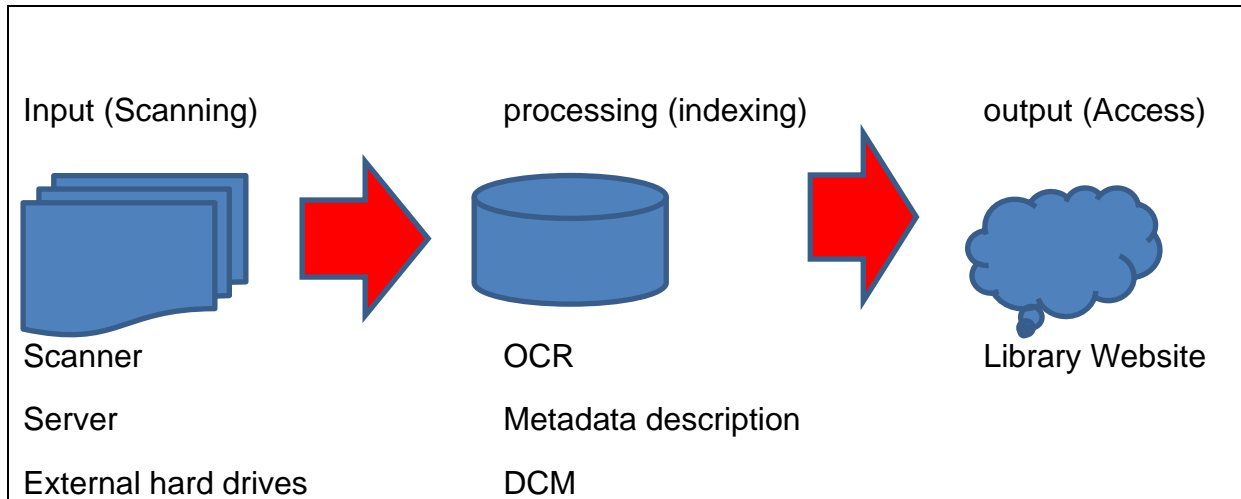 Input (Scanning) processing (indexing) output (Access)
Scanner OCR Library Website
Server Metadata description
External hard drives DCM